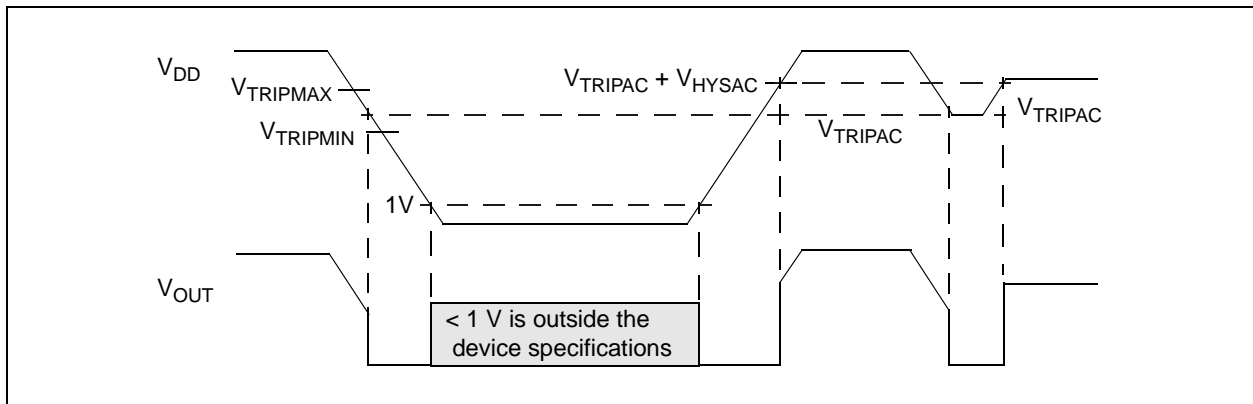 VDD
VTRIPMAX
VTRIPAC + VHYSAC
VTRIPMIN
VTRIPAC
VTRIPAC
1V
VOUT
< 1 V is outside the
device specifications